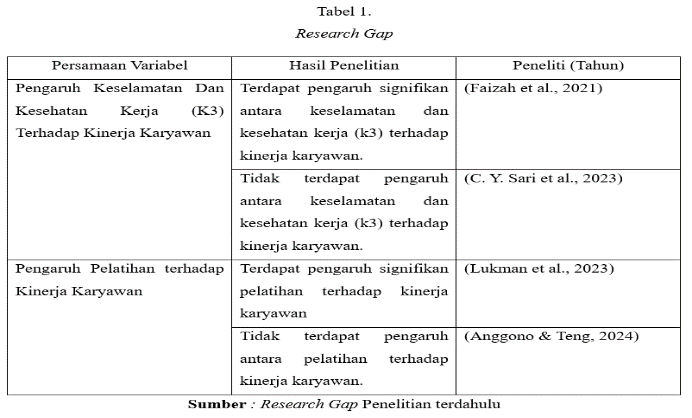 Tabel 1.
Research Gap
Persamaan Variabel
Hasil Penelitian
Peneliti (Tahun)
Pengaruh Keselamatan Dan
Kesehatan Kerja (K3)
Terhadap Kinerja Karyawan
Terdapat pengaruh signifikan
antara keselamatan dan
kesehatan kerja (k3) terhadap
kinerja karyawan.
(Faizah et al., 2021)
Tidak terdapat pengaruh
antara keselamatan dan
kesehatan kerja (k3) terhadap
kinerja karyawan.
(C. Y. Sari et al., 2023)
Pengaruh Pelatihan terhadap
Kinerja Karyawan
Terdapat pengaruh signifikan
pelatihan terhadap kinerja
karyawan
(Lukman et al., 2023)
Tidak terdapat pengaruh
antara pelatihan terhadap
kinerja karyawan.
(Anggono & Teng, 2024)
Sumber : Research Gap Penelitian terdahulu